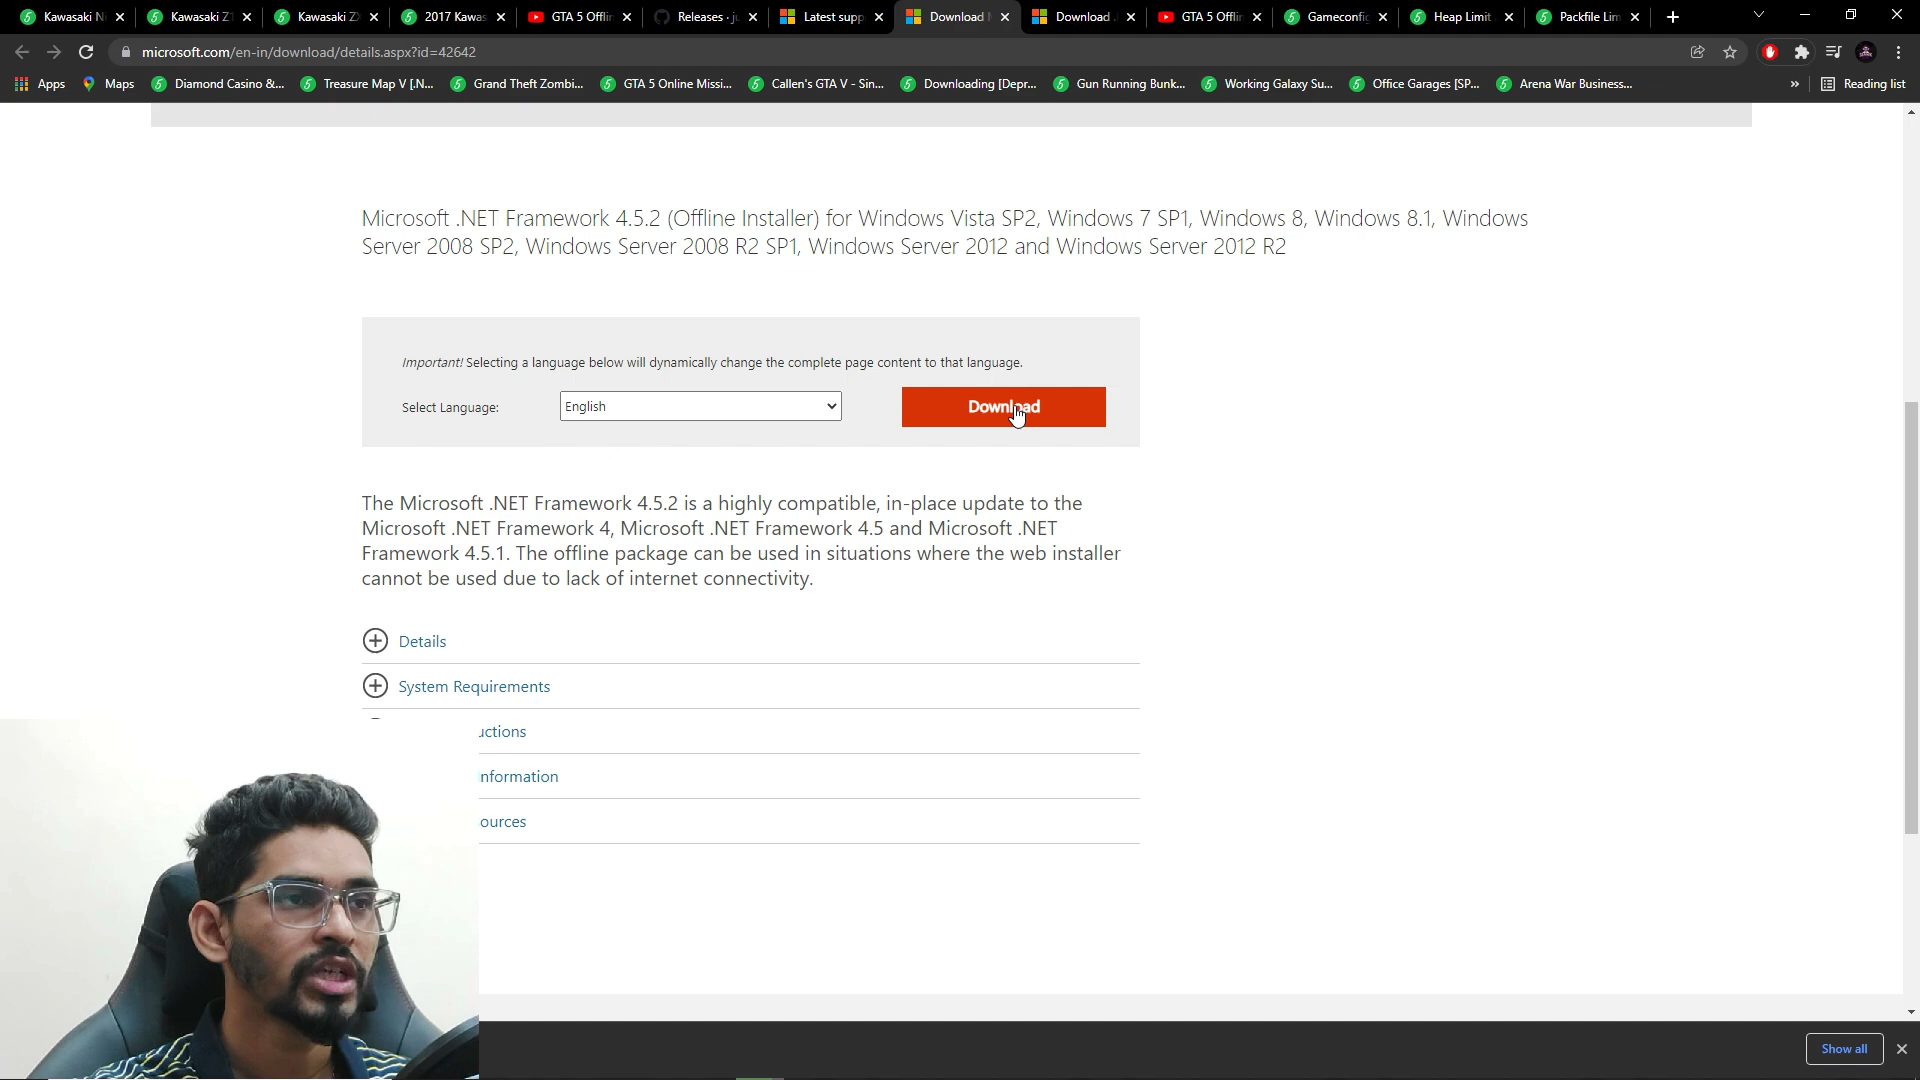 Kawasaki Ni
Kawasaki Z1
Kawasaki ZX
2017 Kawas
GTA 5 Offlin
Releases · ju
Latest supp
Download M
Download .
GTA 5 Offlin
Gameconfig
Heap Limit
Packfile Lim
microsoft.com/en-in/download/details.aspx?id=42642
Apps
Maps
Diamond Casino &...
Treasure Map V [.N...
Grand Theft Zombi...
GTA 5 Online Missi...
Callen's GTA V - Sin...
Downloading [Depr...
Gun Running Bunk...
Working Galaxy Su...
Office Garages [SP...
Arena War Business...
»
Reading list
Microsoft .NET Framework 4.5.2 (Offline Installer) for Windows Vista SP2, Windows 7 SP1, Windows 8, Windows 8.1, Windows
Server 2008 SP2, Windows Server 2008 R2 SP1, Windows Server 2012 and Windows Server 2012 R2
Important! Selecting a language below will dynamically change the complete page content to that language.
Select Language:
English
Download
The Microsoft .NET Framework 4.5.2 is a highly compatible, in-place update to the
Microsoft .NET Framework 4, Microsoft .NET Framework 4.5 and Microsoft .NET
Framework 4.5.1. The offline package can be used in situations where the web installer
cannot be used due to lack of internet connectivity.
Details
System Requirements
uctions
nformation
ources
Show all